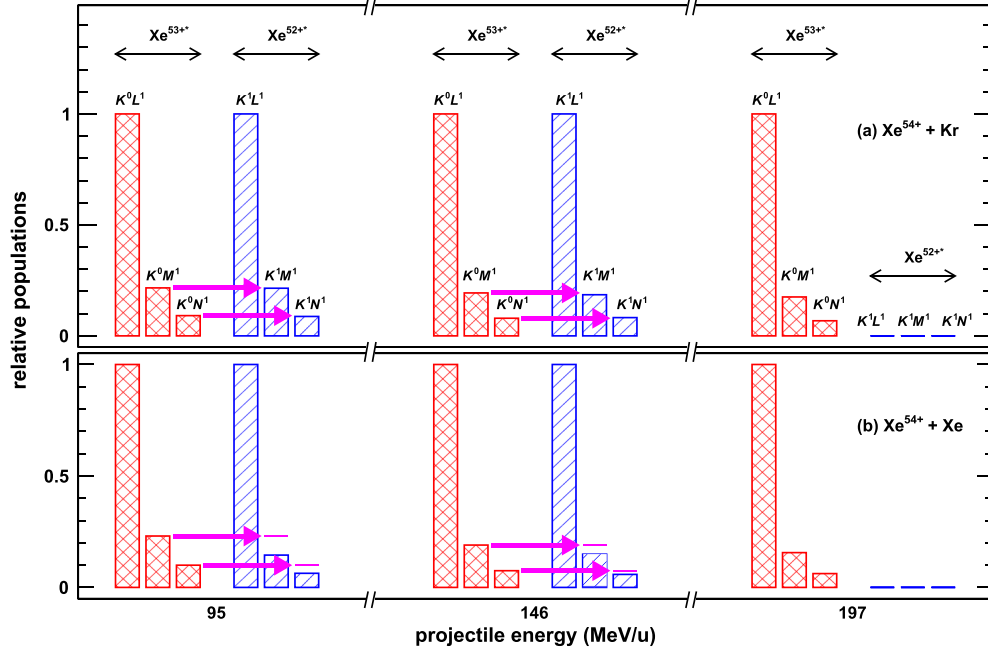 Xe⁵³⁺* Xe⁵²⁺* Xe⁵³⁺* Xe⁵²⁺* Xe⁵³⁺*
K⁰L¹ K¹L¹ K⁰L¹ K¹L¹ K⁰L¹
1
(a) Xe⁵⁴⁺ + Kr
0.5
Xe⁵²⁺*
K⁰M¹ K¹M¹ K⁰M¹ K¹M¹ K⁰M¹
K⁰N¹ K¹N¹ K⁰N¹ K¹N¹ K⁰N¹ K¹L¹ K¹M¹ K¹N¹
0
relative populations
1
(b) Xe⁵⁴⁺ + Xe
0.5
0
95 146 197
projectile energy (MeV/u)